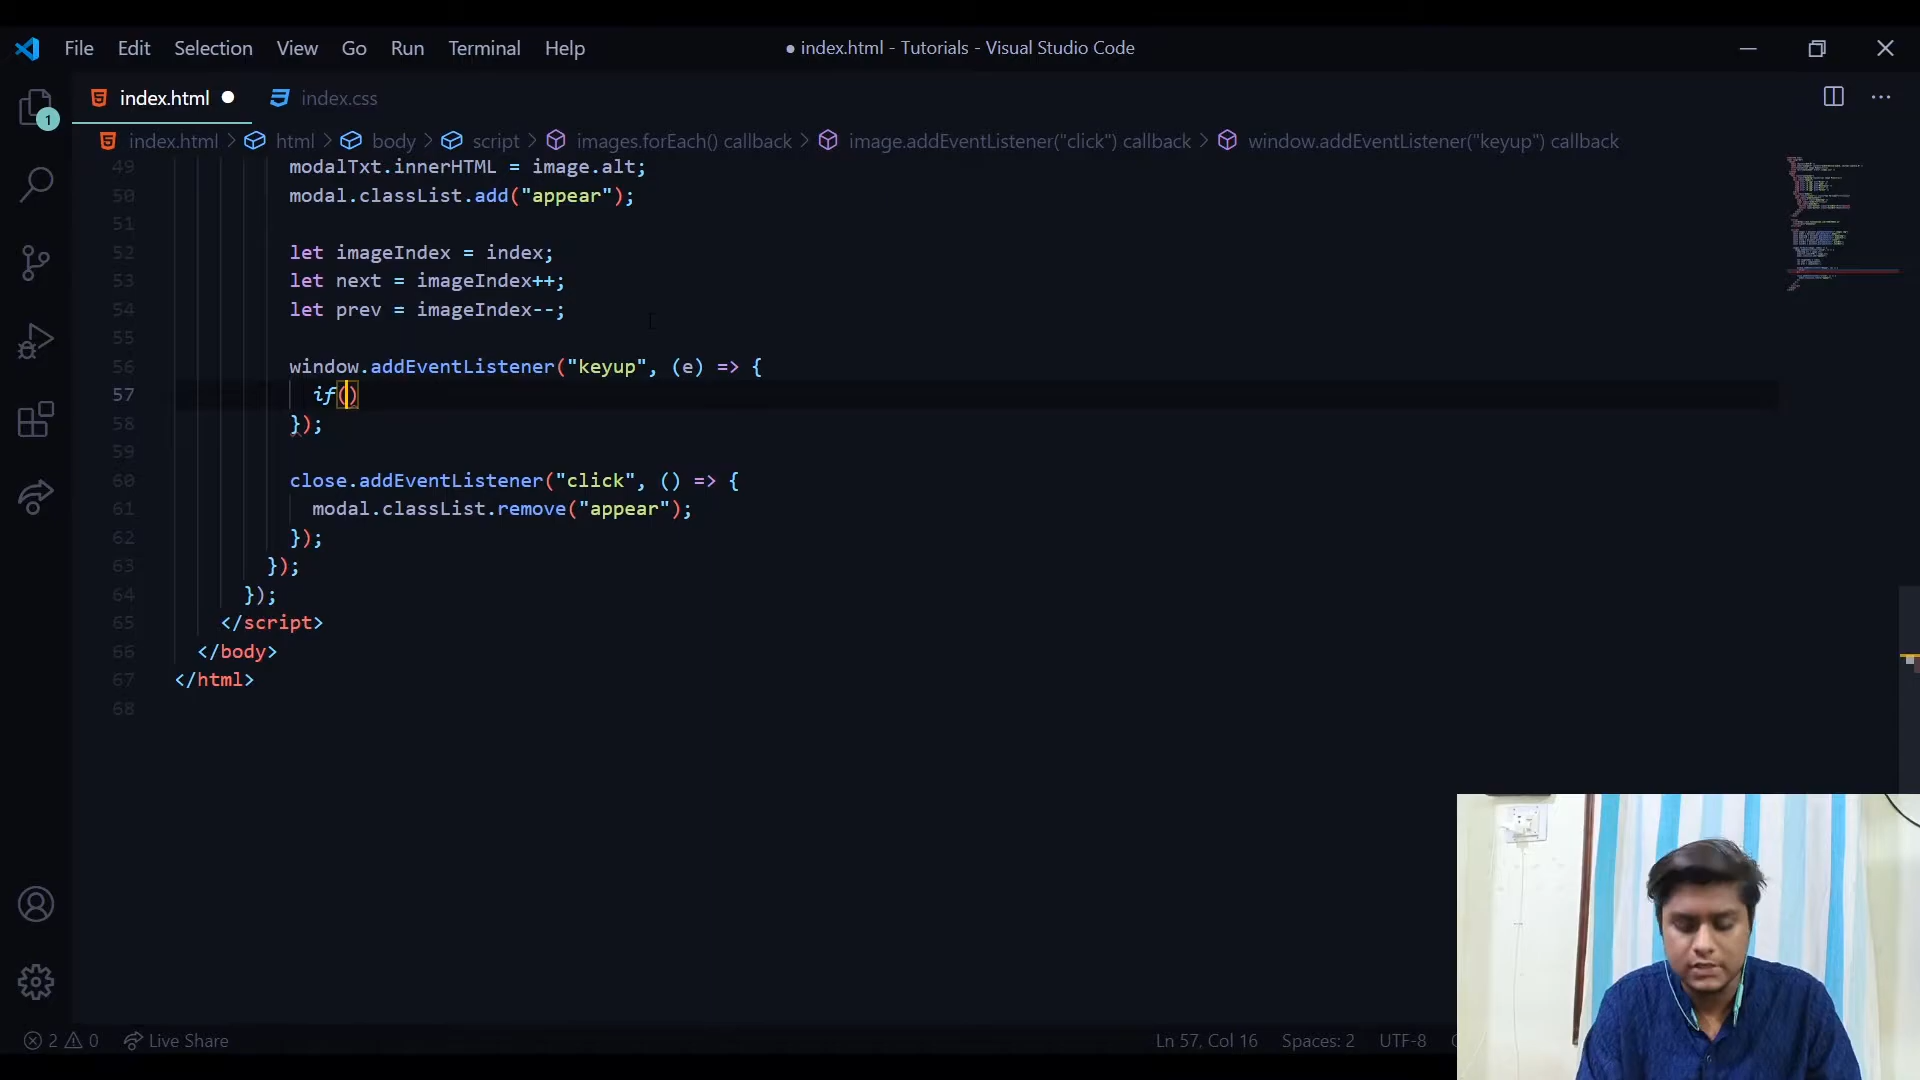 File Edit Selection View Go Run Terminal Help
● index.html - Tutorials - Visual Studio Code
index.html ●
index.css
1
index.html > html > body > script > images.forEach() callback > image.addEventListener("click") callback > window.addEventListener("keyup") callback
49 modalTxt.innerHTML = image.alt;
50 modal.classList.add("appear");
51
52 let imageIndex = index;
53 let next = imageIndex++;
54 let prev = imageIndex--;
55
56 window.addEventListener("keyup", (e) => {
57 if()
58 });
59
60 close.addEventListener("click", () => {
61 modal.classList.remove("appear");
62 });
63 });
64 });
65 </script>
66 </body>
67 </html>
68
2 0 Live Share
Ln 57, Col 16 Spaces: 2 UTF-8